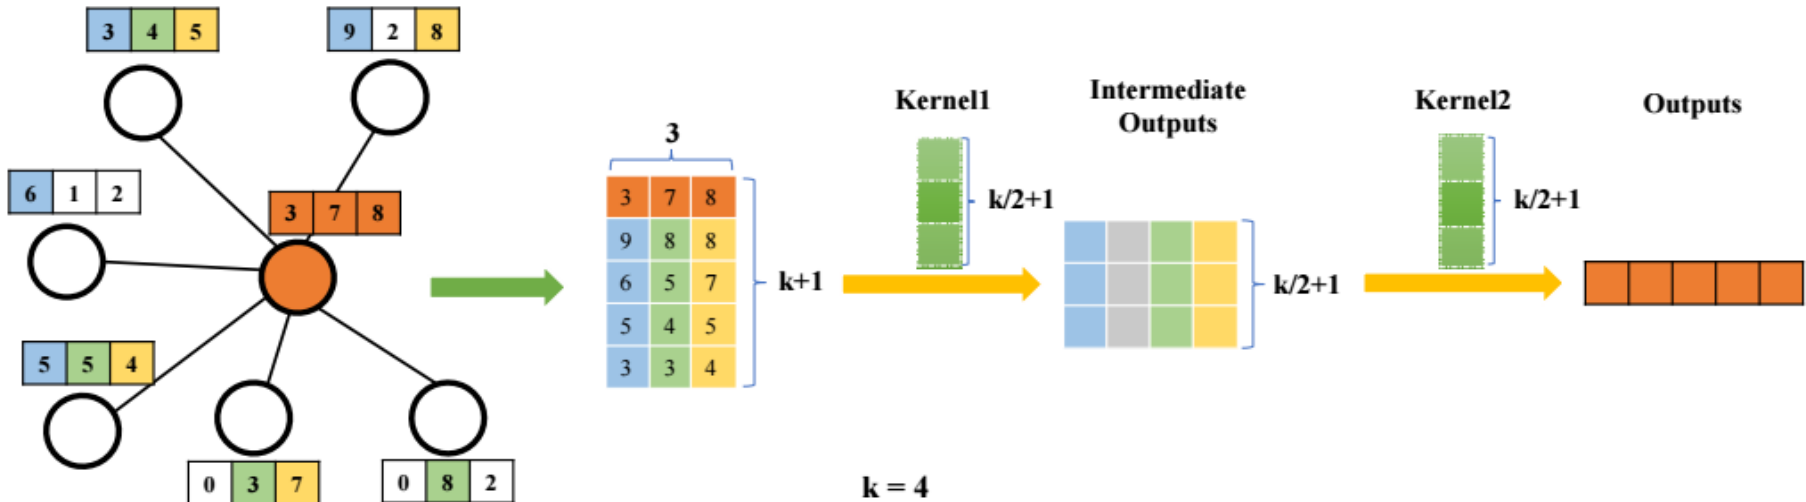 3 4 5
9 2 8
6 1 2
3 7 8
5 5 4
0 3 7
0 8 2
3
3 7 8
9 8 8
6 5 7
5 4 5
3 3 4
k+1
Kernel1
k/2+1
Intermediate
Outputs
k/2+1
Kernel2
k/2+1
Outputs
k = 4